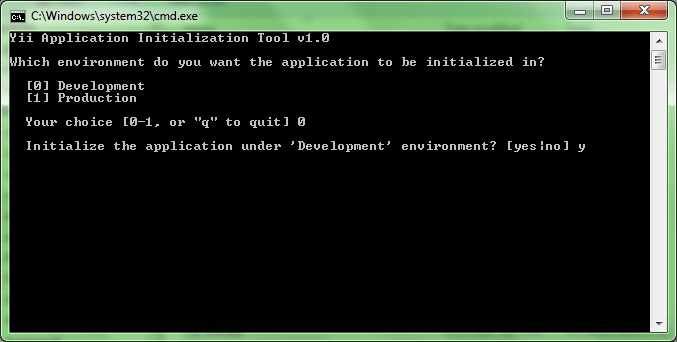 C:\Windows\system32\cmd.exe
Yii Application Initialization Tool v1.0
Which environment do you want the application to be initialized in?
[0] Development
[1] Production
Your choice [0-1, or "q" to quit] 0
Initialize the application under 'Development' environment? [yes|no] y